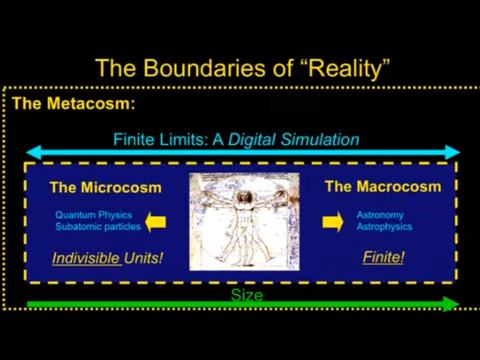 The Boundaries of “Reality”
The Metacosm:
Finite Limits: A Digital Simulation
The Microcosm
Quantum Physics
Subatomic particles
Indivisible Units!
The Macrocosm
Astronomy
Astrophysics
Finite!
Size